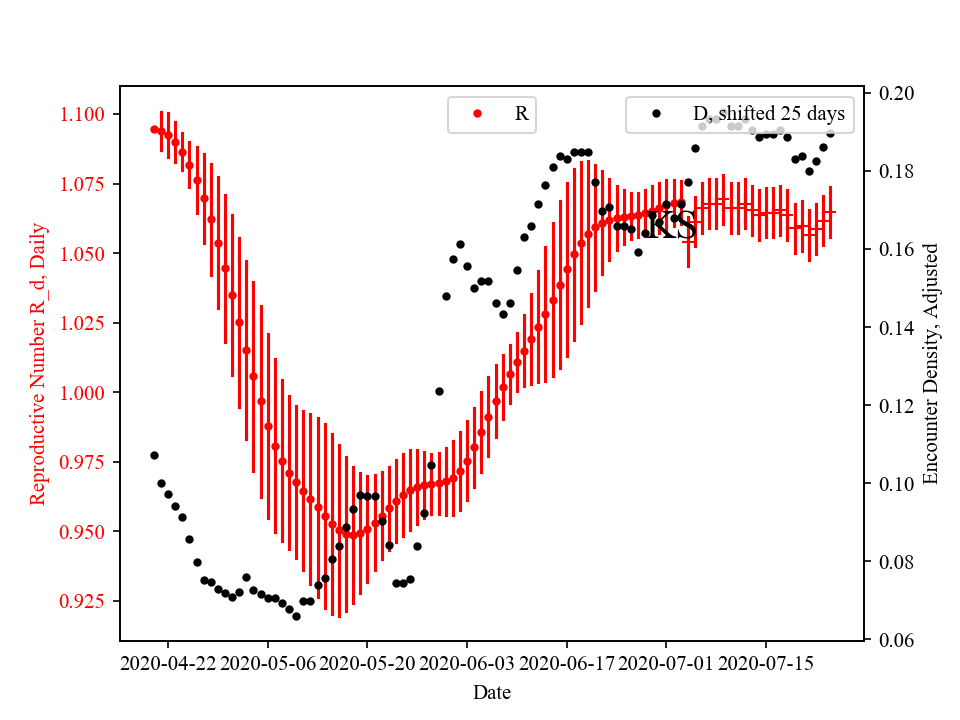 R
D, shifted 25 days
1.100
1.075
1.050
1.025
1.000
0.975
0.950
0.925
Reproductive Number R_d, Daily
KS
0.20
0.18
0.16
0.14
0.12
0.10
0.08
0.06
Encounter Density, Adjusted
2020-04-22 2020-05-06 2020-05-20 2020-06-03 2020-06-17 2020-07-01 2020-07-15
Date